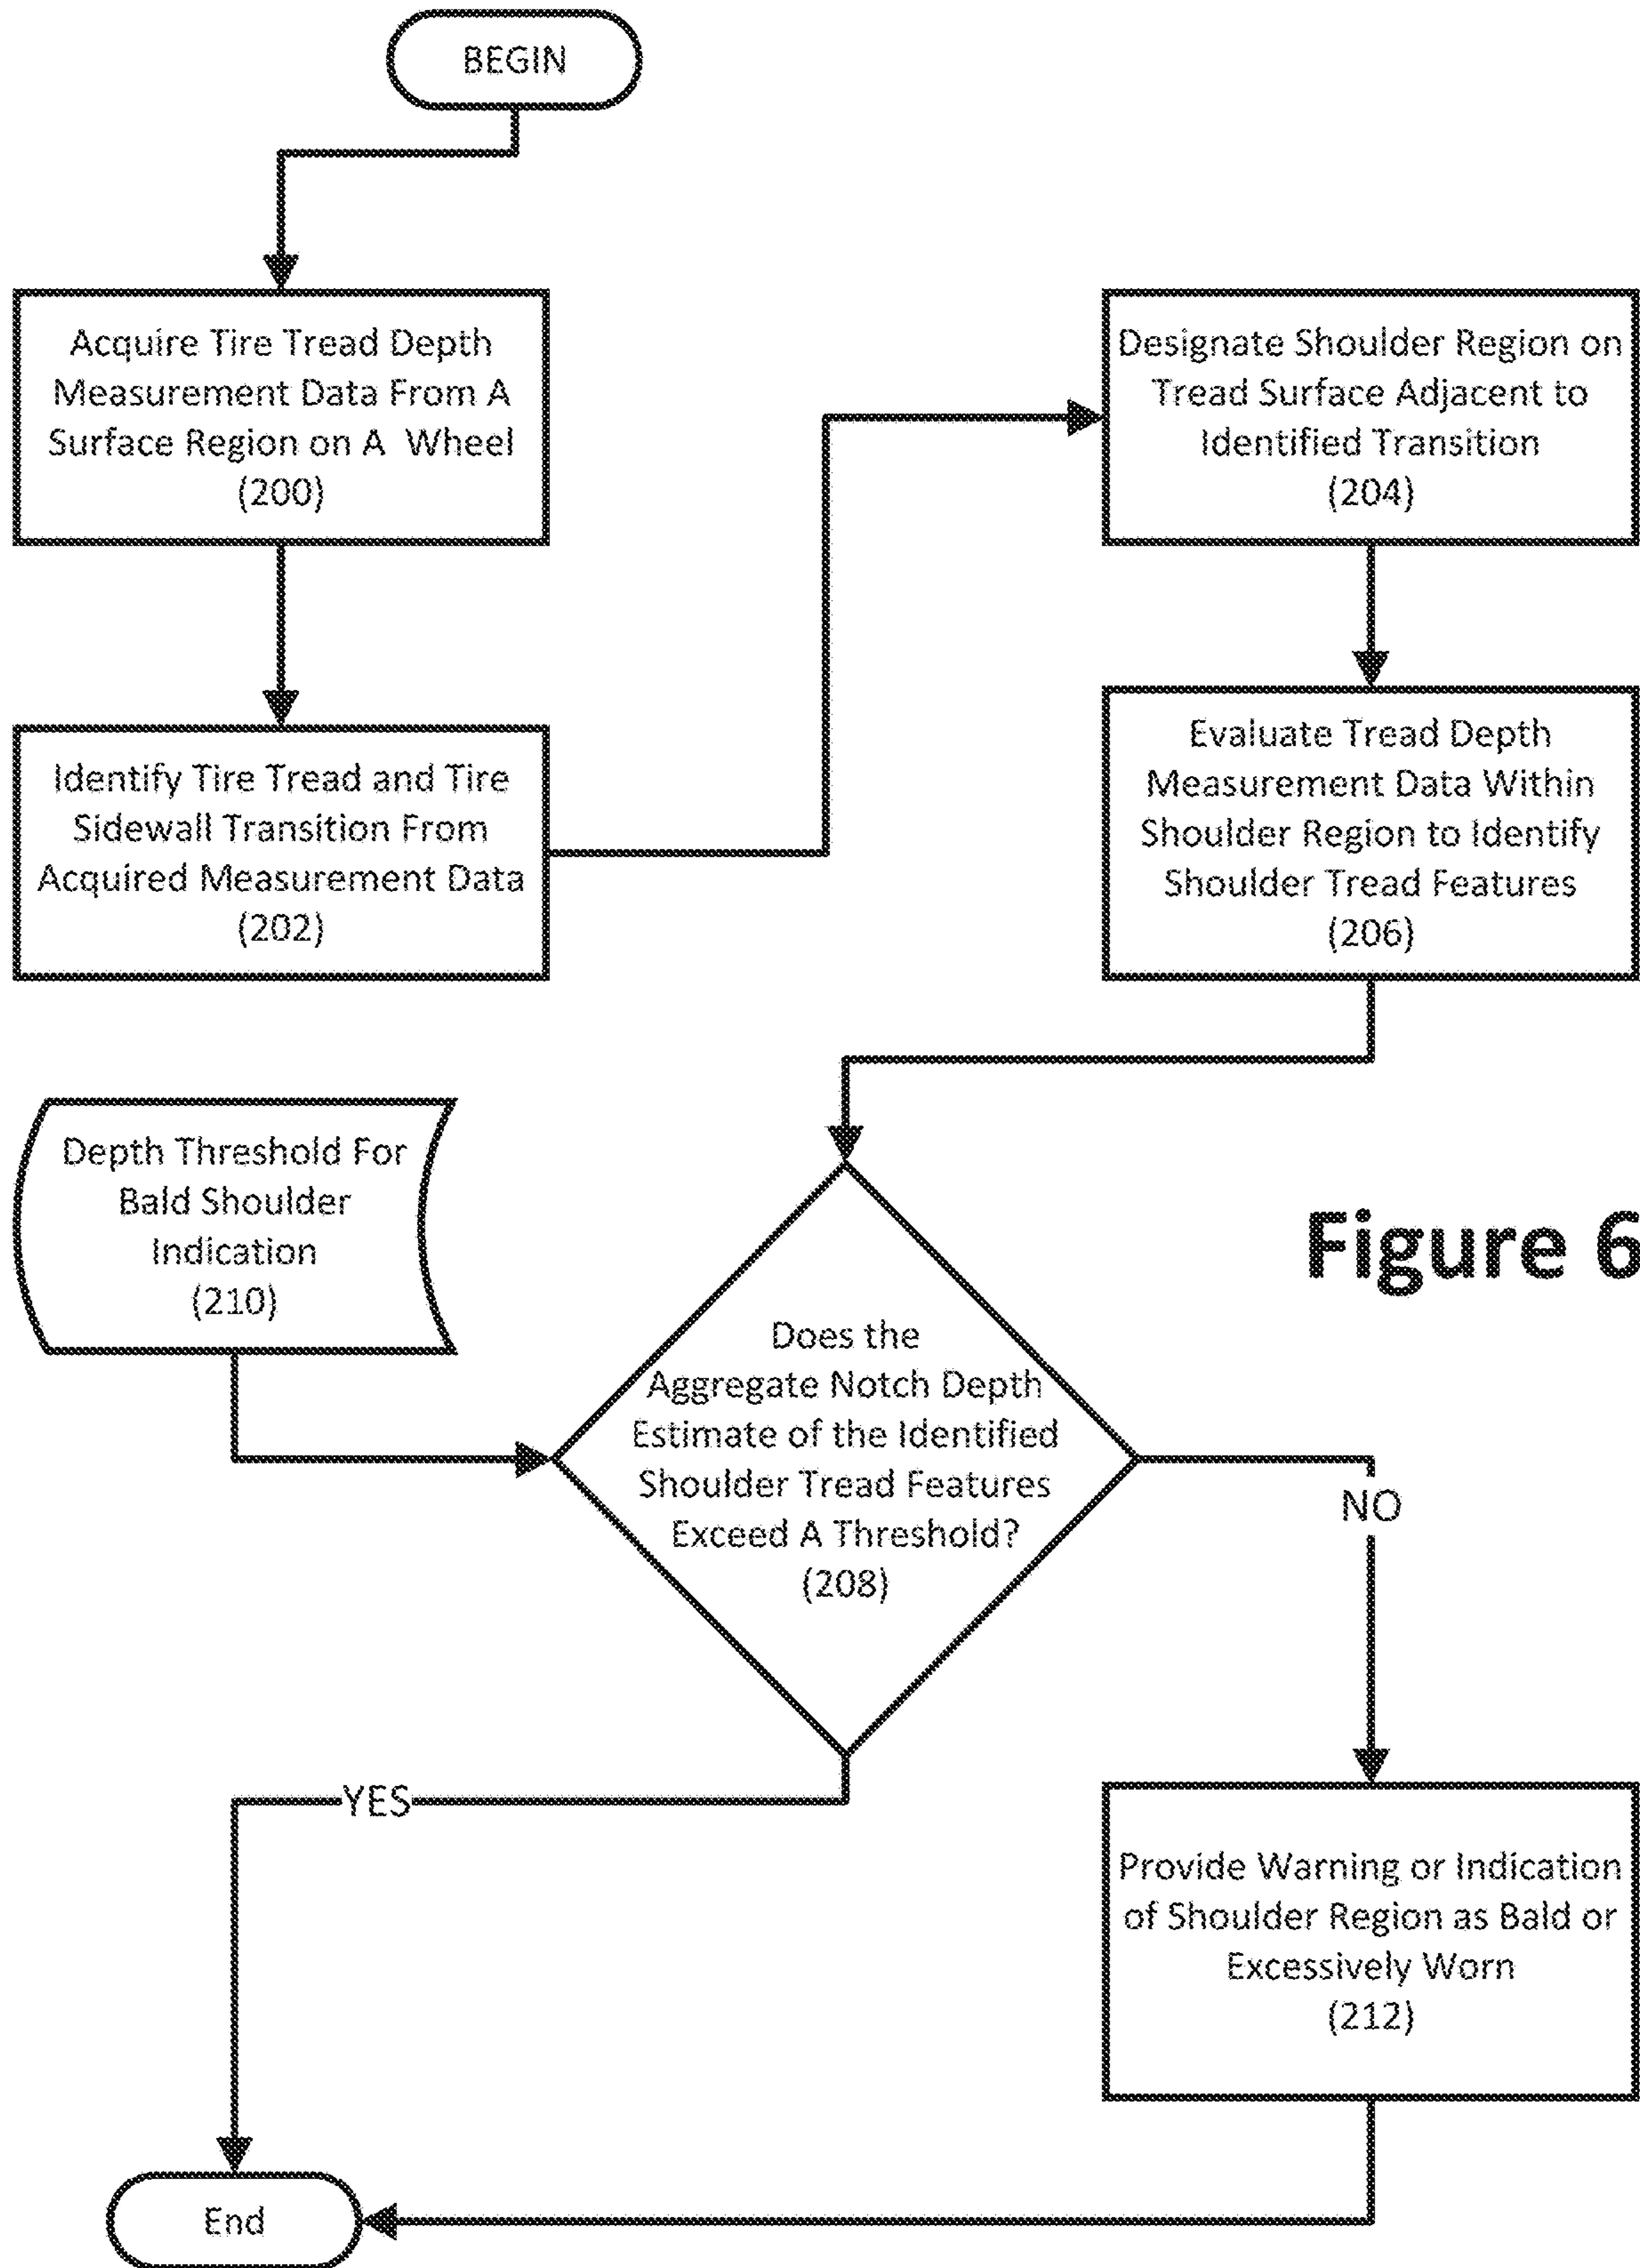 BEGIN
Acquire Tire Tread Depth
Measurement Data From A
Surface Region on A Wheel
(200)
Identify Tire Tread and Tire
Sidewall Transition From
Acquired Measurement Data
(202)
Designate Shoulder Region on
Tread Surface Adjacent to
Identified Transition
(204)
Evaluate Tread Depth
Measurement Data Within
Shoulder Region to Identify
Shoulder Tread Features
(206)
Depth Threshold For
Bald Shoulder
Indication
(210)
Figure 6
Does the
Aggregate Notch Depth
Estimate of the Identified
Shoulder Tread Features
Exceed A Threshold?
(208)
NO
YES
Provide Warning or Indication
of Shoulder Region as Bald or
Excessively Worn
(212)
End